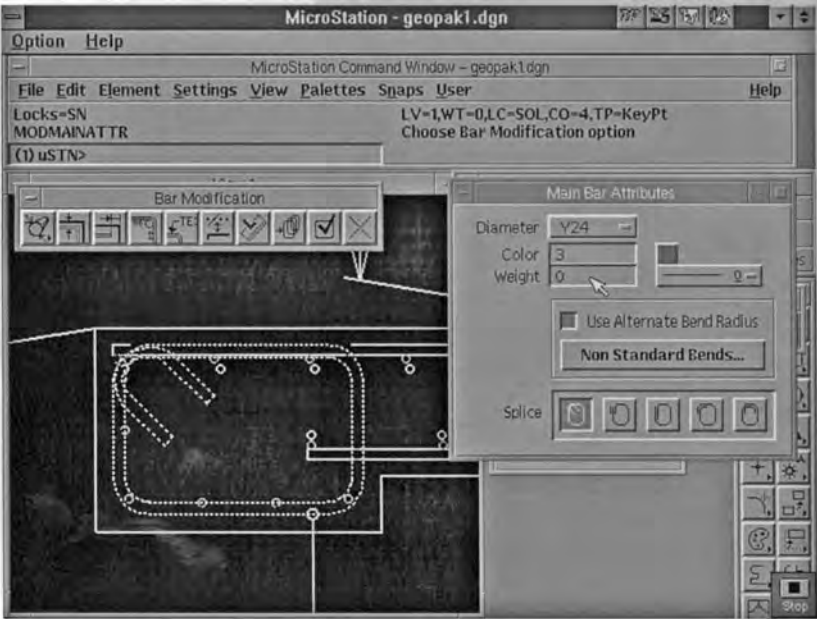 MicroStation - geopak1.dgn
Option Help
MicroStation Command Window - geopak1.dgn
File Edit Element Settings View Palettes Snaps User Help
Locks=SN LV=1,WT=0,LC=SOL,CO=4,TP=KeyPt
MODMAINATTR Choose Bar Modification option
(1) uSTN>
Bar Modification
Main Bar Attributes
Diameter Y24
Color 3
Weight 0 0
Use Alternate Bend Radius
Non Standard Bends...
Splice
Stop